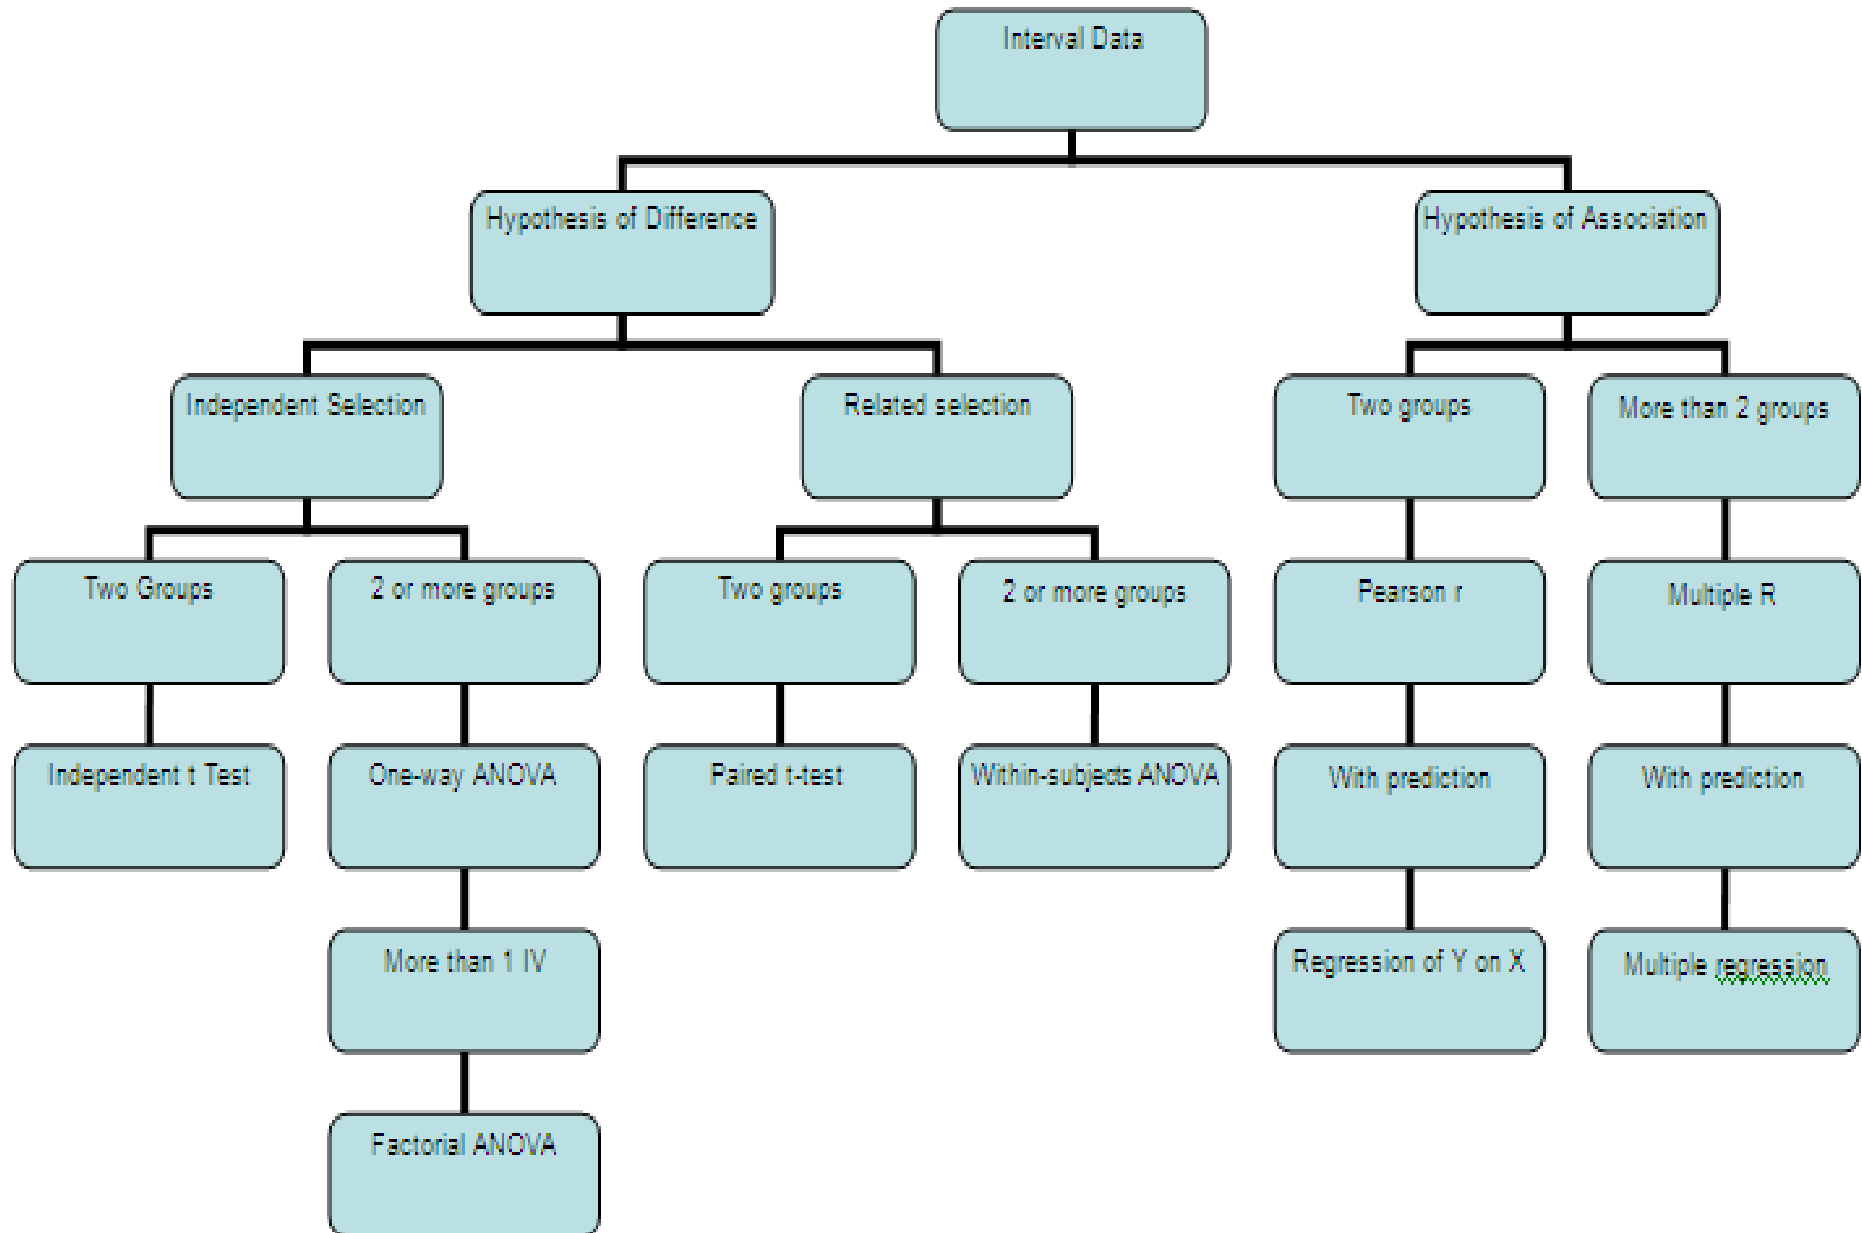 Interval Data
Hypothesis of Difference
Hypothesis of Association
Independent Selection
Related selection
Two groups
More than 2 groups
Two Groups
2 or more groups
Two groups
2 or more groups
Pearson r
Multiple R
Independent t Test
One-way ANOVA
Paired t-test
Within-subjects ANOVA
With prediction
With prediction
More than 1 IV
Regression of Y on X
Multiple regression
Factorial ANOVA